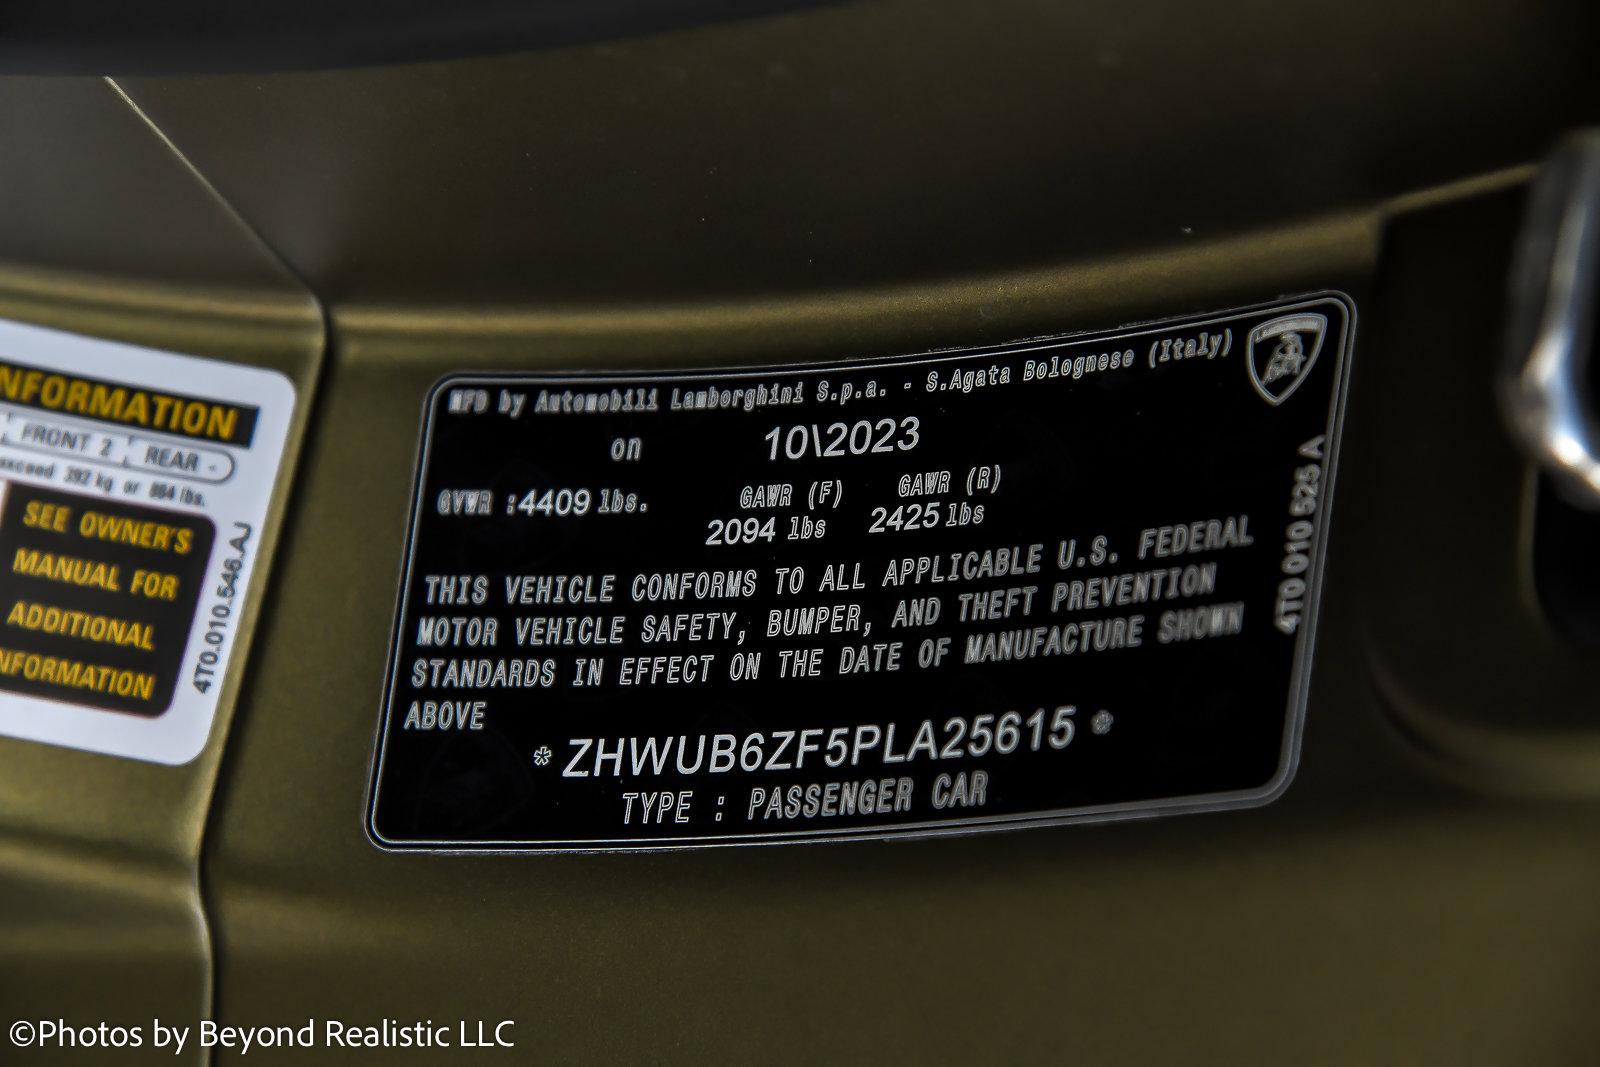 NFORMATION
FRONT 2 REAR -
exceed 392 kg or 864 lbs.
SEE OWNER'S
MANUAL FOR
ADDITIONAL
NFORMATION
4T0.010.546.AJ
MFD by Automobili Lamborghini S.p.a. - S.Agata Bolognese (Italy)
on 10\2023
GVWR :4409 lbs. GAWR (F) GAWR (R)
2094 lbs 2425 lbs
THIS VEHICLE CONFORMS TO ALL APPLICABLE U.S. FEDERAL
MOTOR VEHICLE SAFETY, BUMPER, AND THEFT PREVENTION
STANDARDS IN EFFECT ON THE DATE OF MANUFACTURE SHOWN
ABOVE
* ZHWUB6ZF5PLA25615 *
TYPE : PASSENGER CAR
4T0 010 525 A
©Photos by Beyond Realistic LLC